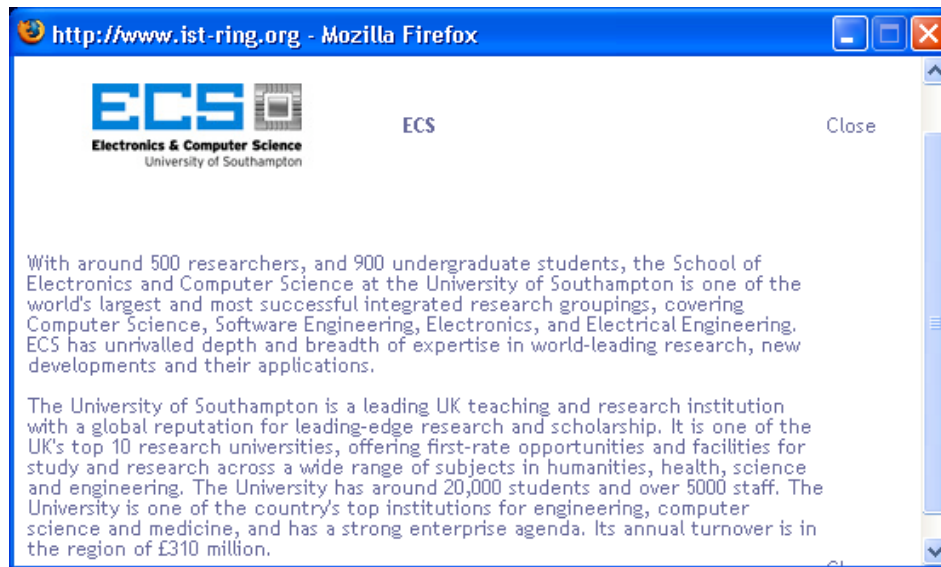 http://www.ist-ring.org - Mozilla Firefox
ECS
Electronics & Computer Science
University of Southampton
ECS
Close
With around 500 researchers, and 900 undergraduate students, the School of
Electronics and Computer Science at the University of Southampton is one of the
world's largest and most successful integrated research groupings, covering
Computer Science, Software Engineering, Electronics, and Electrical Engineering.
ECS has unrivalled depth and breadth of expertise in world-leading research, new
developments and their applications.
The University of Southampton is a leading UK teaching and research institution
with a global reputation for leading-edge research and scholarship. It is one of the
UK's top 10 research universities, offering first-rate opportunities and facilities for
study and research across a wide range of subjects in humanities, health, science
and engineering. The University has around 20,000 students and over 5000 staff. The
University is one of the country's top institutions for engineering, computer
science and medicine, and has a strong enterprise agenda. Its annual turnover is in
the region of £310 million.